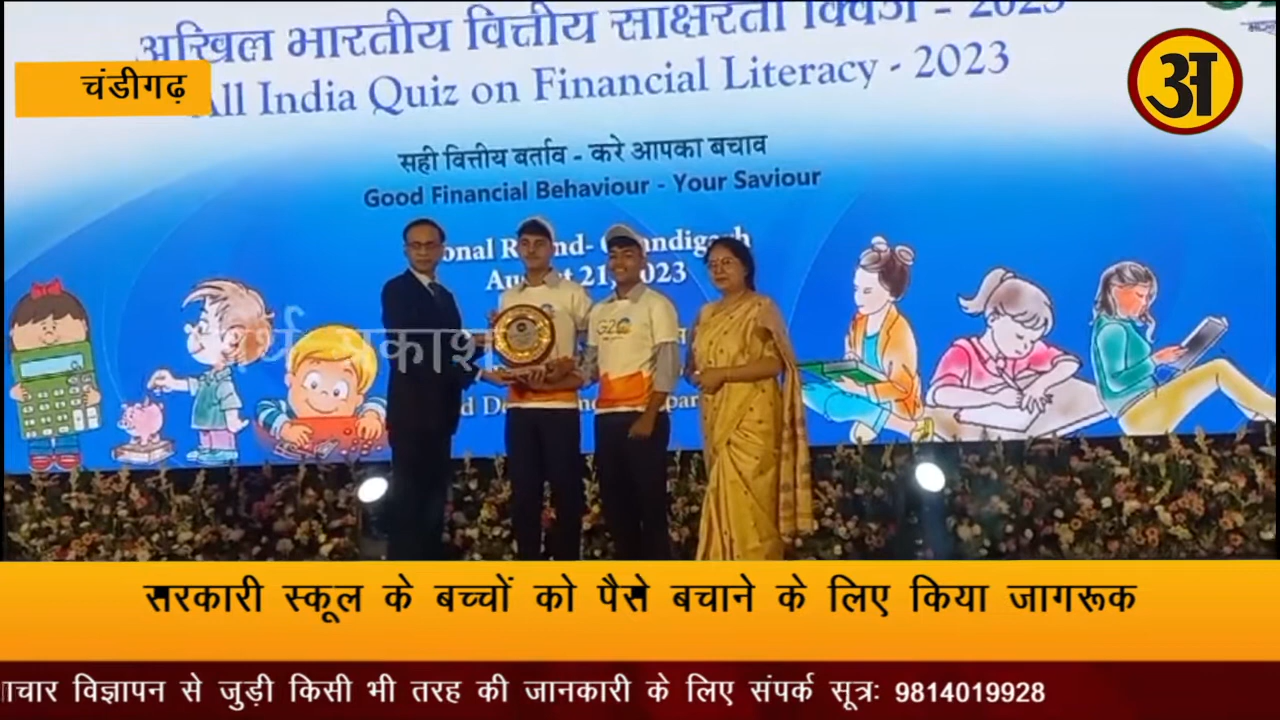 अखिल भारतीय वित्तीय साक्षरता क्विज - 2023
All India Quiz on Financial Literacy - 2023
चंडीगढ़
अ
सही वित्तीय बर्ताव - करे आपका बचाव
Good Financial Behaviour - Your Saviour
August 21, 2023
G20
प्रकाश
सरकारी स्कूल के बच्चों को पैसे बचाने के लिए किया जागरूक
विज्ञापन से जुड़ी किसी भी तरह की जानकारी के लिए संपर्क सूत्रः 9814019928